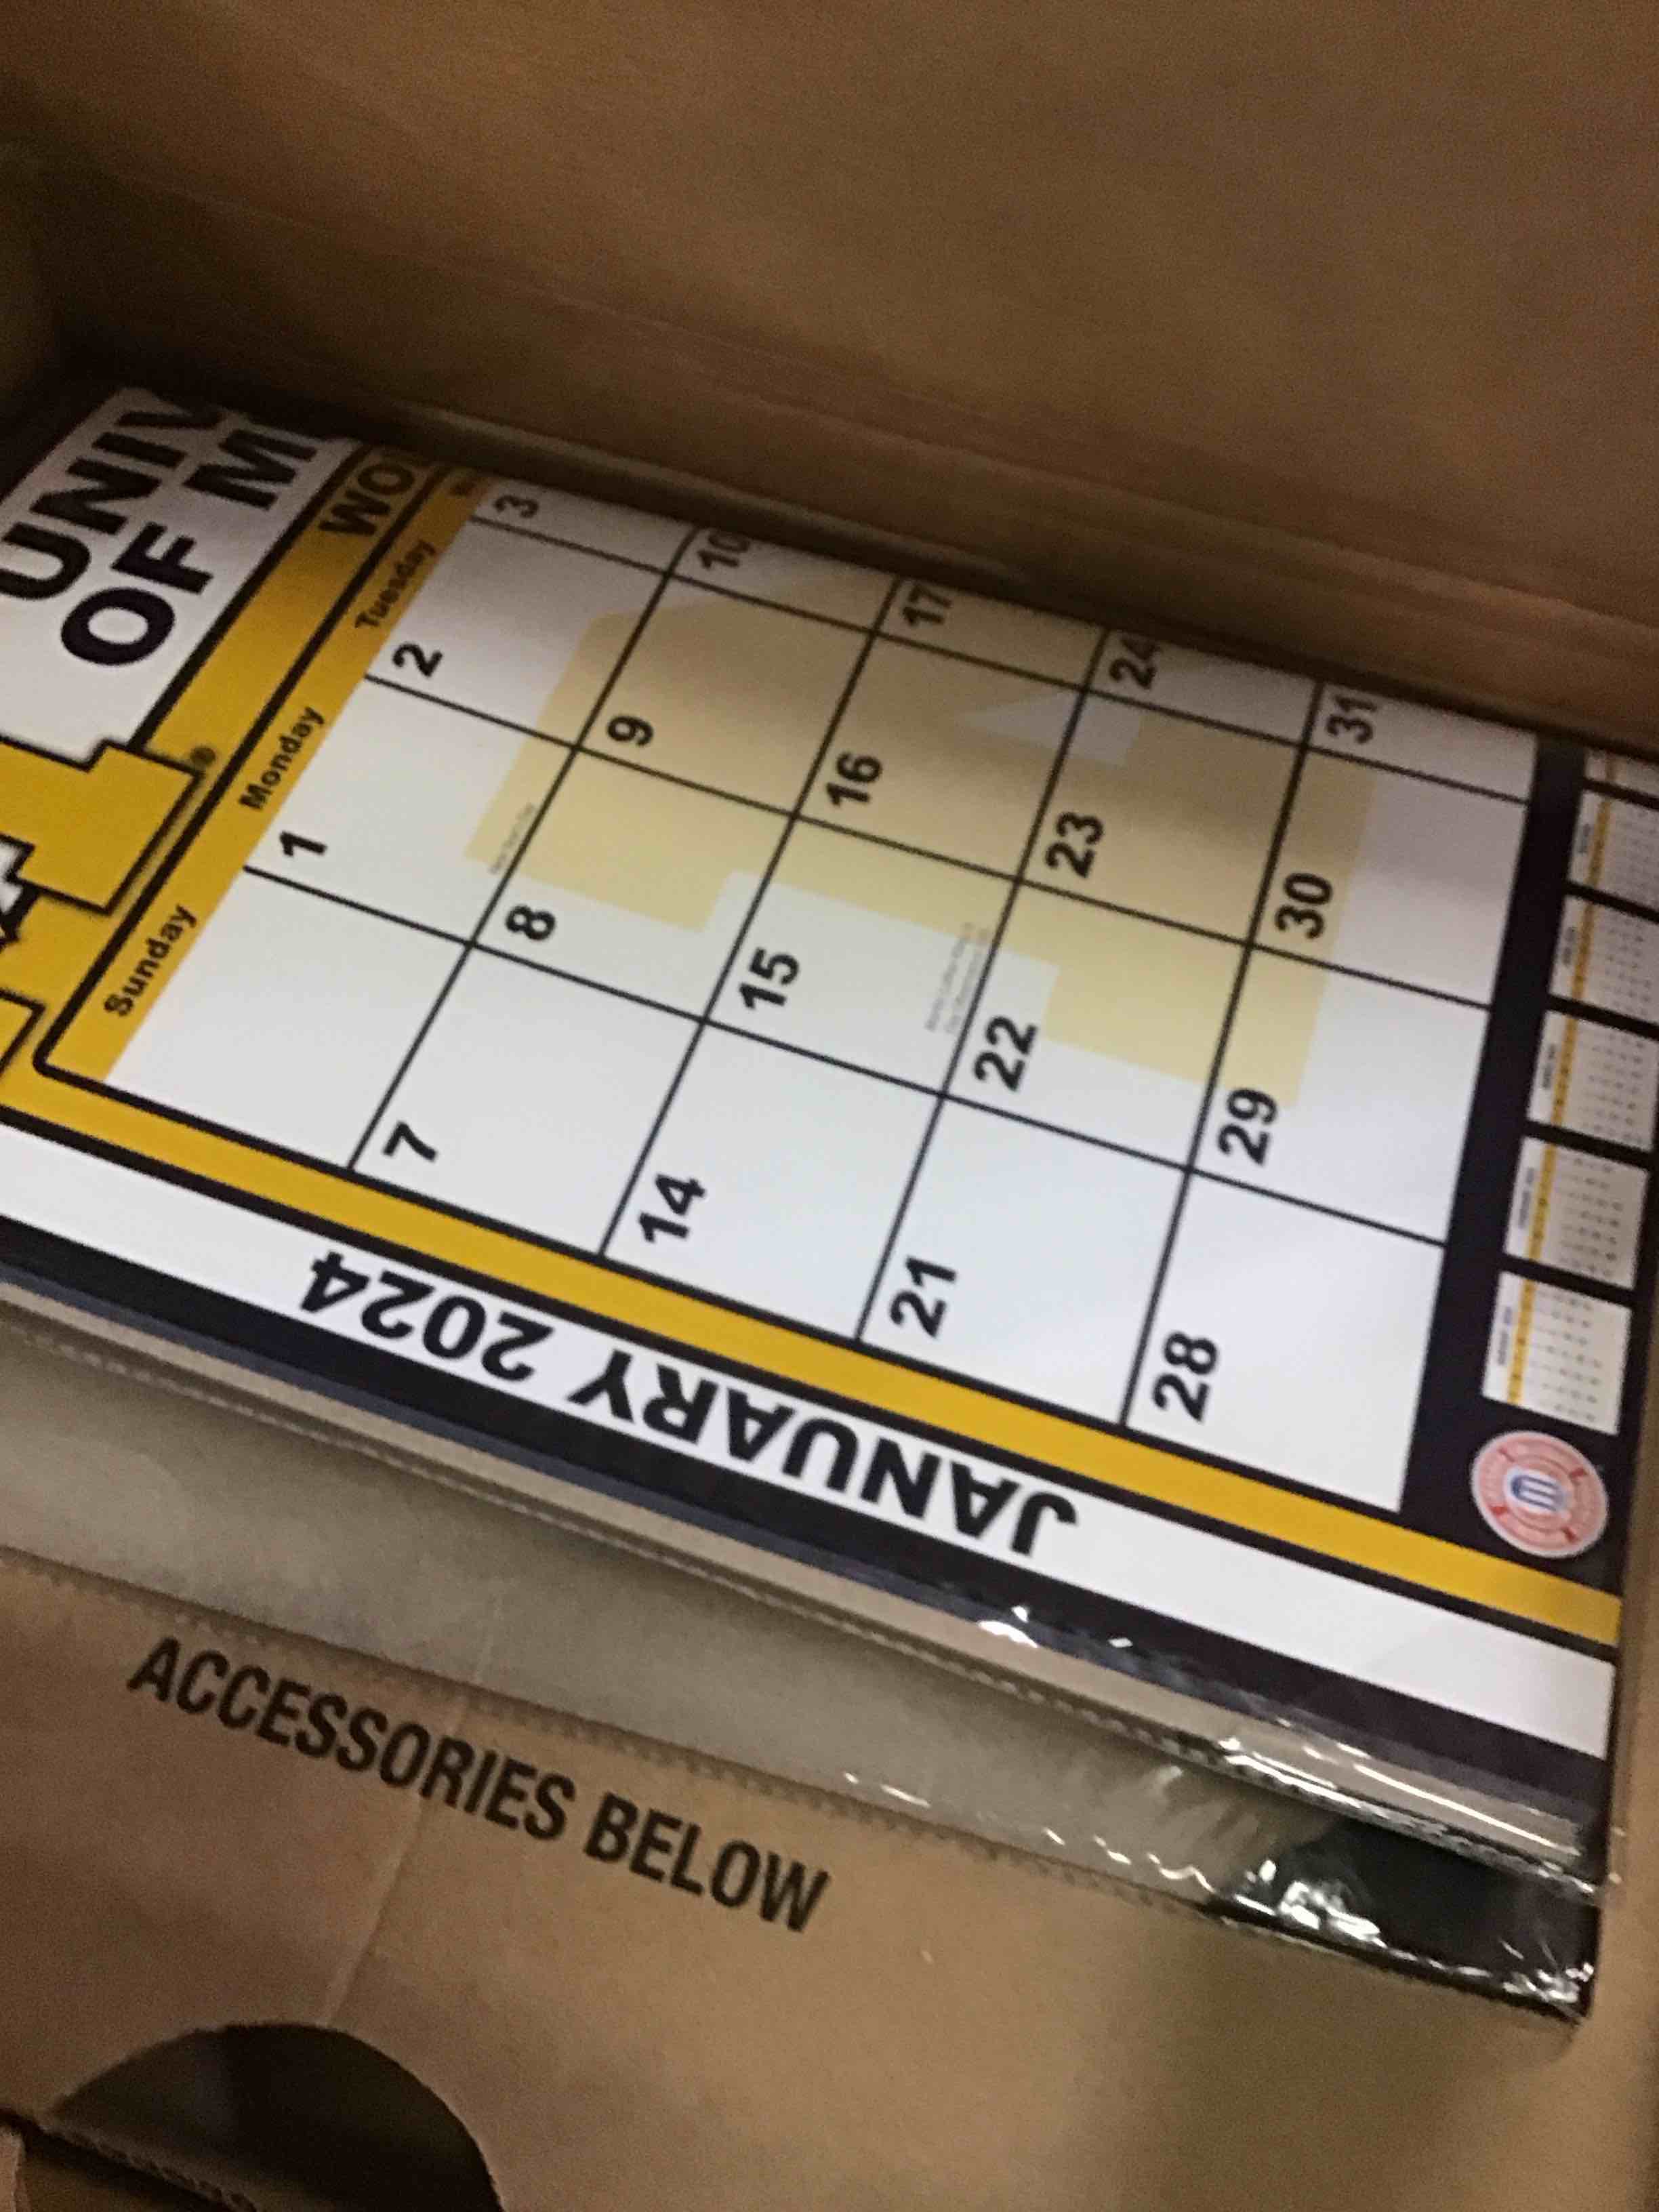 UNIV
OF MI
WO
Sunday Monday Tuesday
1 2 3
7 8 9 10
14 15 16 17
21 22 23 24
28 29 30 31
JANUARY 2024
ACCESSORIES BELOW